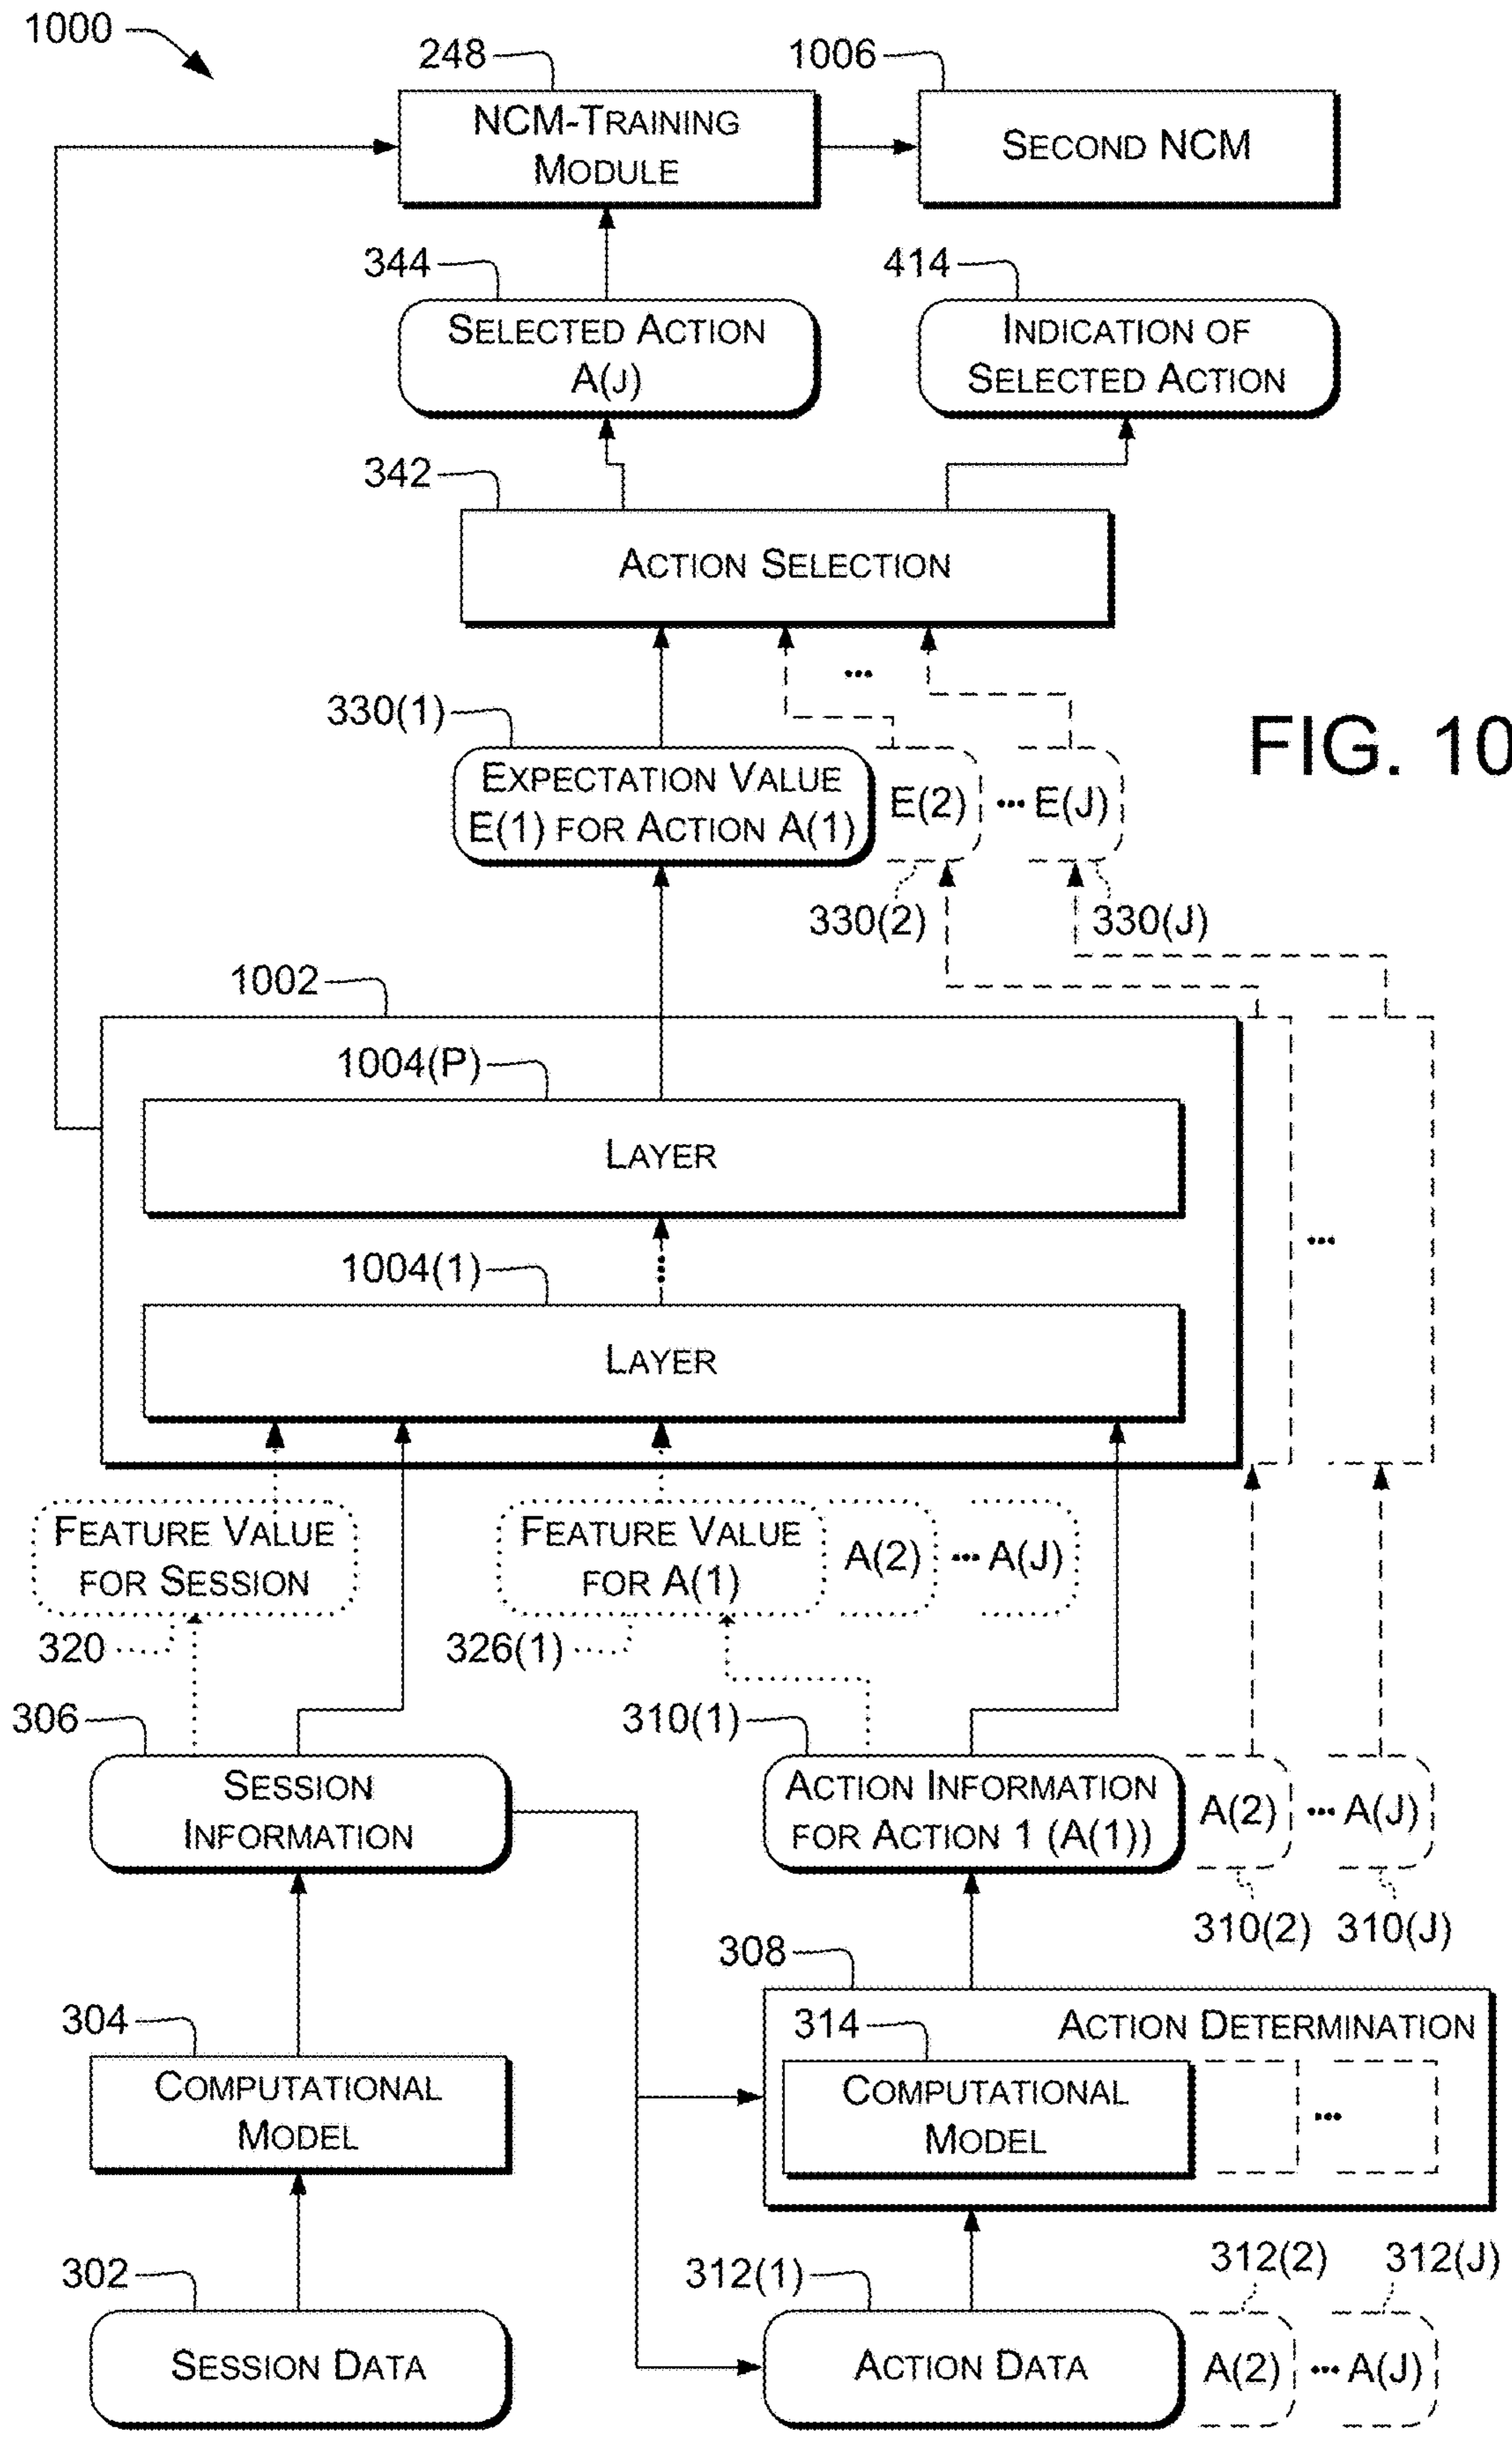 1000
248
1006
NCM-TRAINING
MODULE
SECOND NCM
344
414
SELECTED ACTION
A(J)
INDICATION OF
SELECTED ACTION
342
ACTION SELECTION
...
330(1)
FIG. 10
EXPECTATION VALUE
E(1) FOR ACTION A(1)
E(2)
... E(J)
330(2)
330(J)
1002
1004(P)
LAYER
...
1004(1)
...
LAYER
FEATURE VALUE
FOR SESSION
FEATURE VALUE
FOR A(1)
A(2)
... A(J)
320
326(1)
306
310(1)
SESSION
INFORMATION
ACTION INFORMATION
FOR ACTION 1 (A(1))
A(2)
... A(J)
310(2)
310(J)
308
304
314
ACTION DETERMINATION
COMPUTATIONAL
MODEL
COMPUTATIONAL
MODEL
...
302
312(1)
312(2)
312(J)
SESSION DATA
ACTION DATA
A(2)
... A(J)